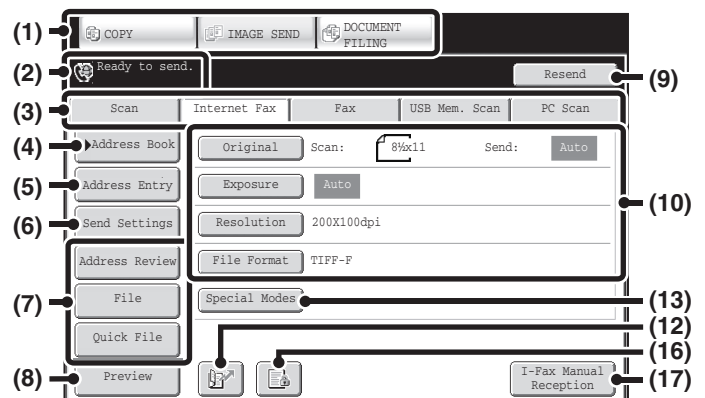 (1) COPY IMAGE SEND DOCUMENT
FILING
(2) Ready to send. Resend (9)
(3) Scan Internet Fax Fax USB Mem. Scan PC Scan
(4) Address Book Original Scan: 8½x11 Send: Auto
(5) Address Entry Exposure Auto (10)
(6) Send Settings Resolution 200X100dpi
Address Review File Format TIFF-F
(7) File Special Modes (13)
(12)
Quick File (16)
(8) Preview I-Fax Manual
Reception (17)